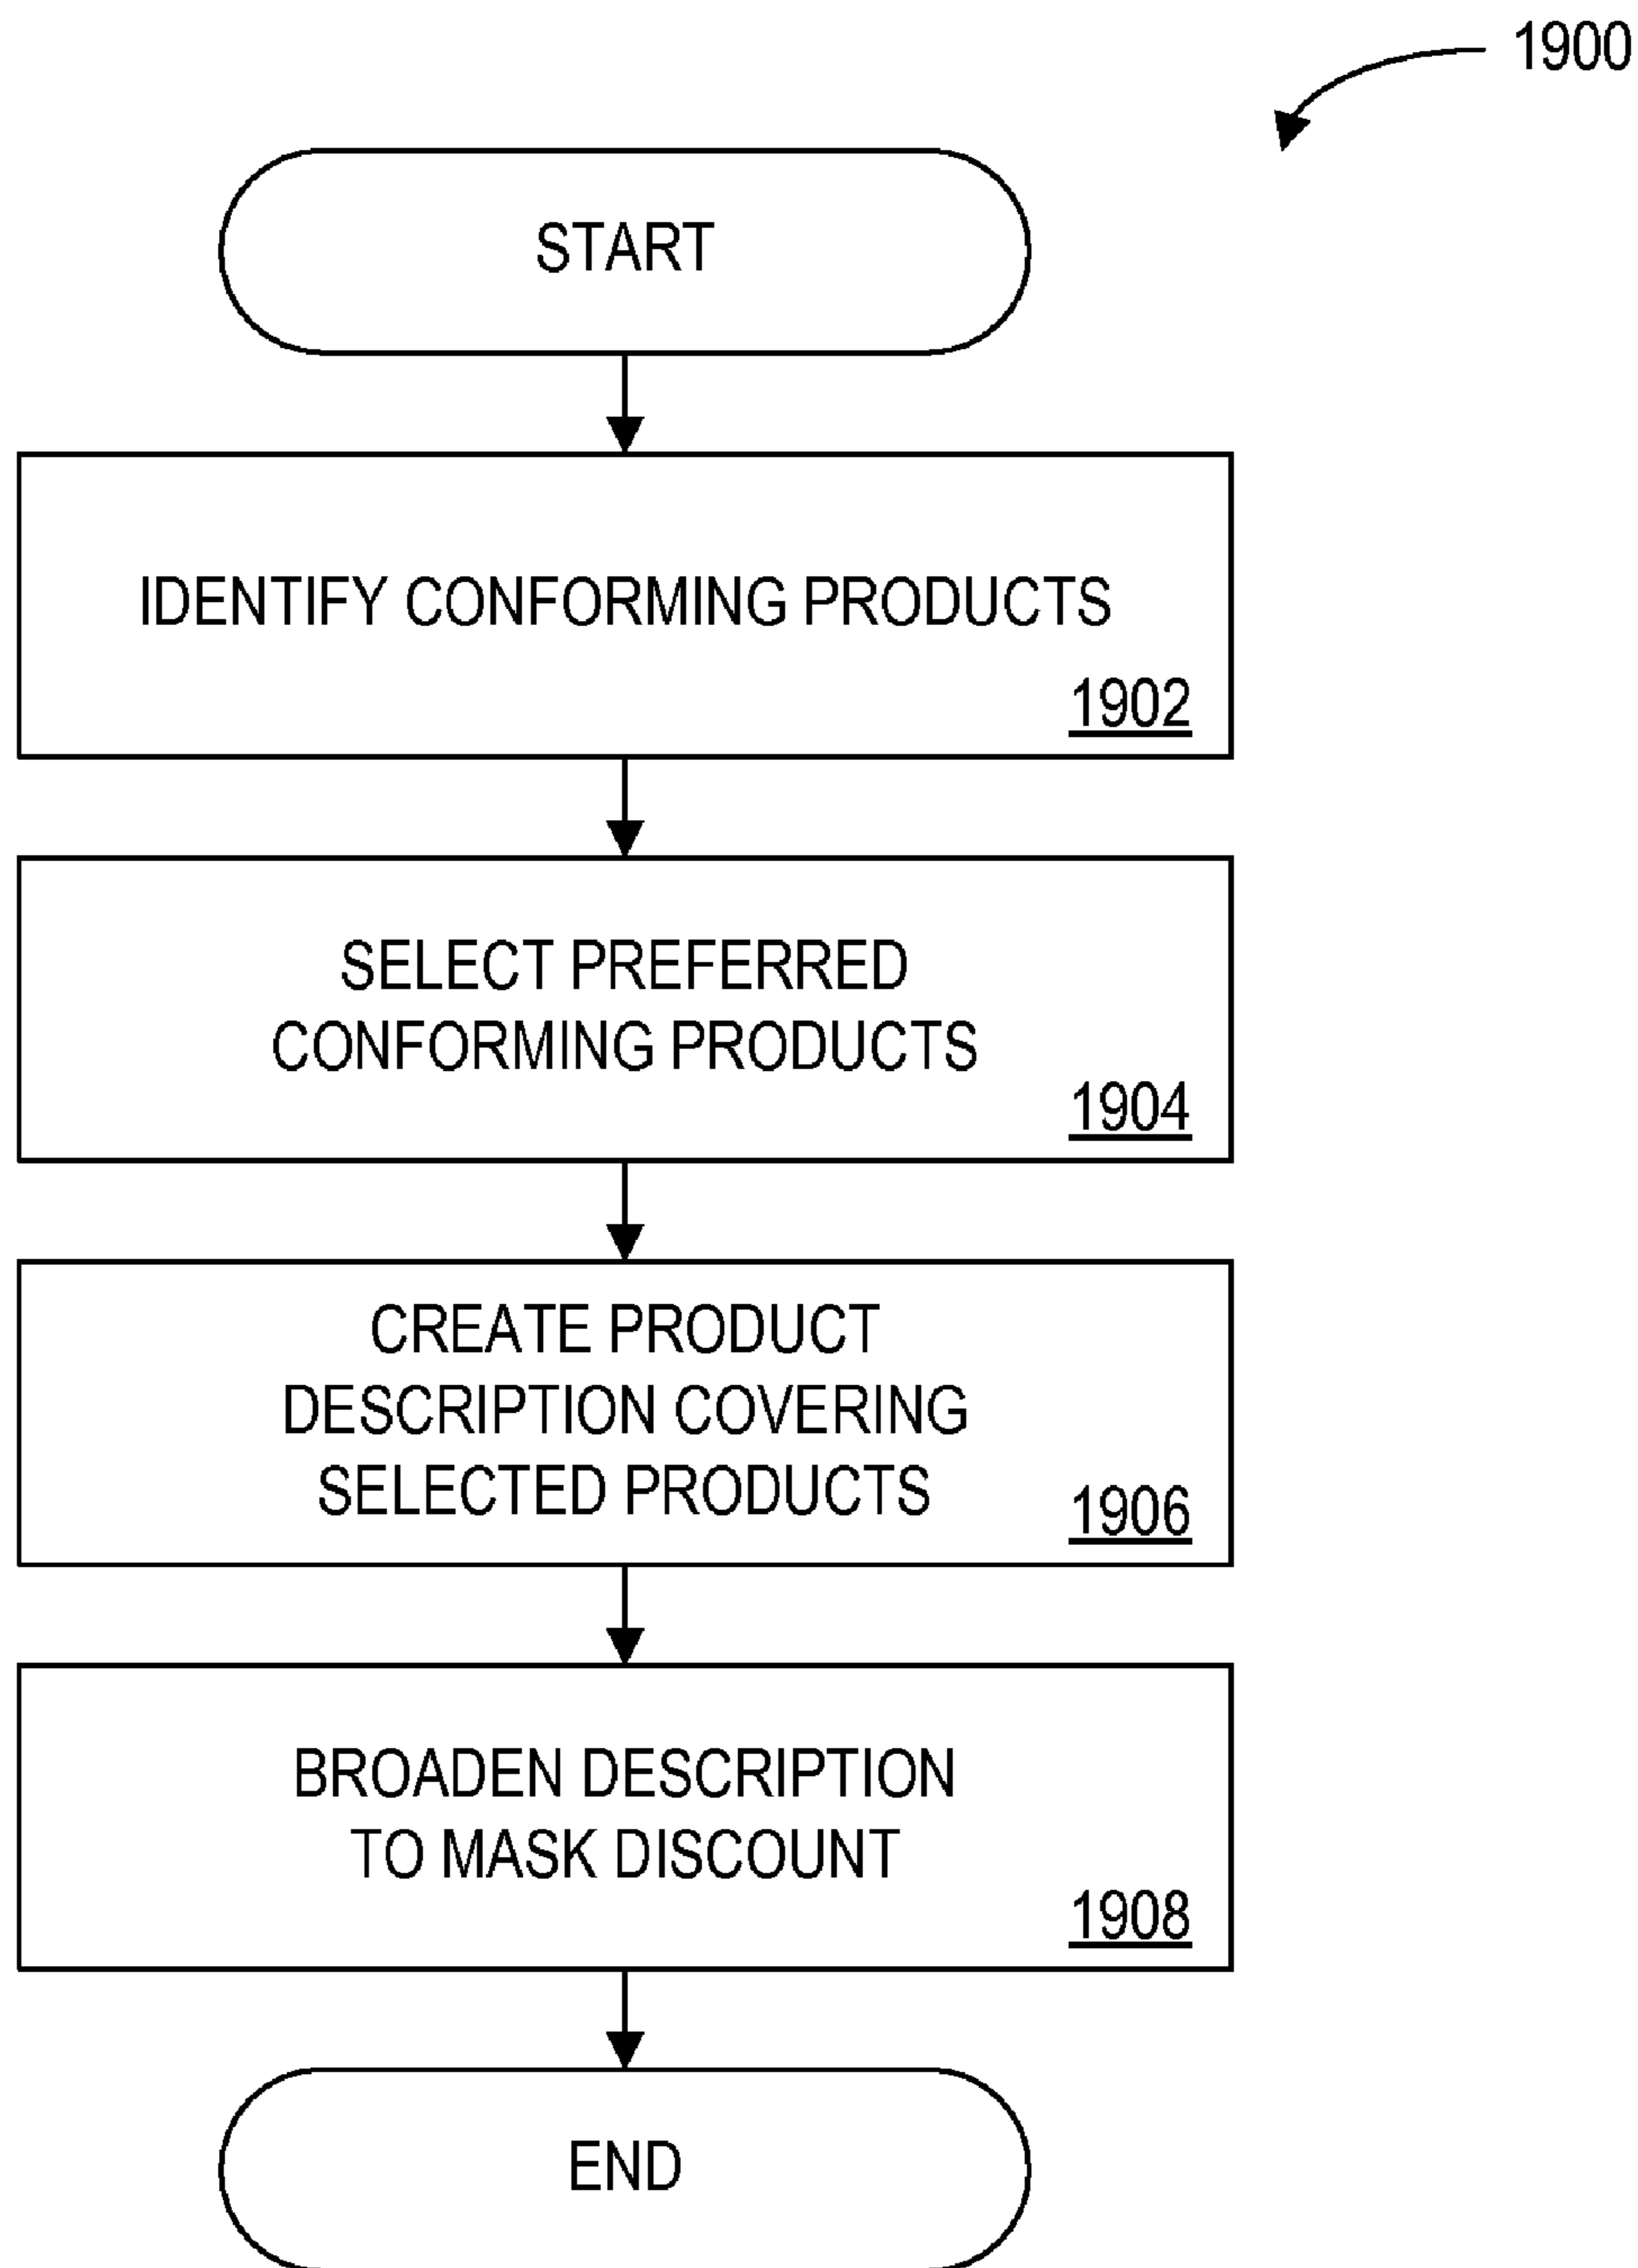 1900
START
IDENTIFY CONFORMING PRODUCTS
1902
SELECT PREFERRED
CONFORMING PRODUCTS
1904
CREATE PRODUCT
DESCRIPTION COVERING
SELECTED PRODUCTS
1906
BROADEN DESCRIPTION
TO MASK DISCOUNT
1908
END